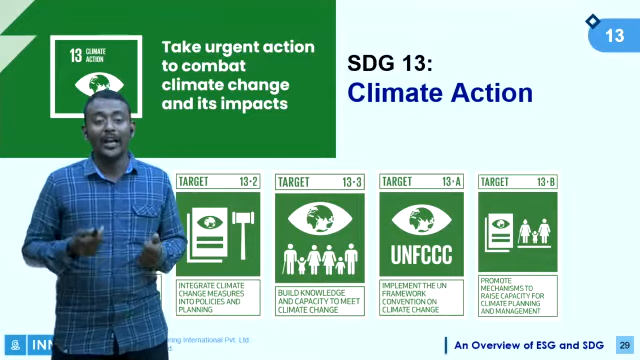 13
13 CLIMATE
ACTION
Take urgent action
to combat
climate change
and its impacts
SDG 13:
Climate Action
TARGET 13·2
TARGET 13·3
TARGET 13·A
TARGET 13·B
UNFCCC
INTEGRATE CLIMATE
CHANGE MEASURES
INTO POLICIES AND
PLANNING
BUILD KNOWLEDGE
AND CAPACITY TO MEET
CLIMATE CHANGE
IMPLEMENT THE UN
FRAMEWORK
CONVENTION ON
CLIMATE CHANGE
PROMOTE
MECHANISMS TO
RAISE CAPACITY FOR
CLIMATE PLANNING
AND MANAGEMENT
International Pvt. Ltd.
An Overview of ESG and SDG
29